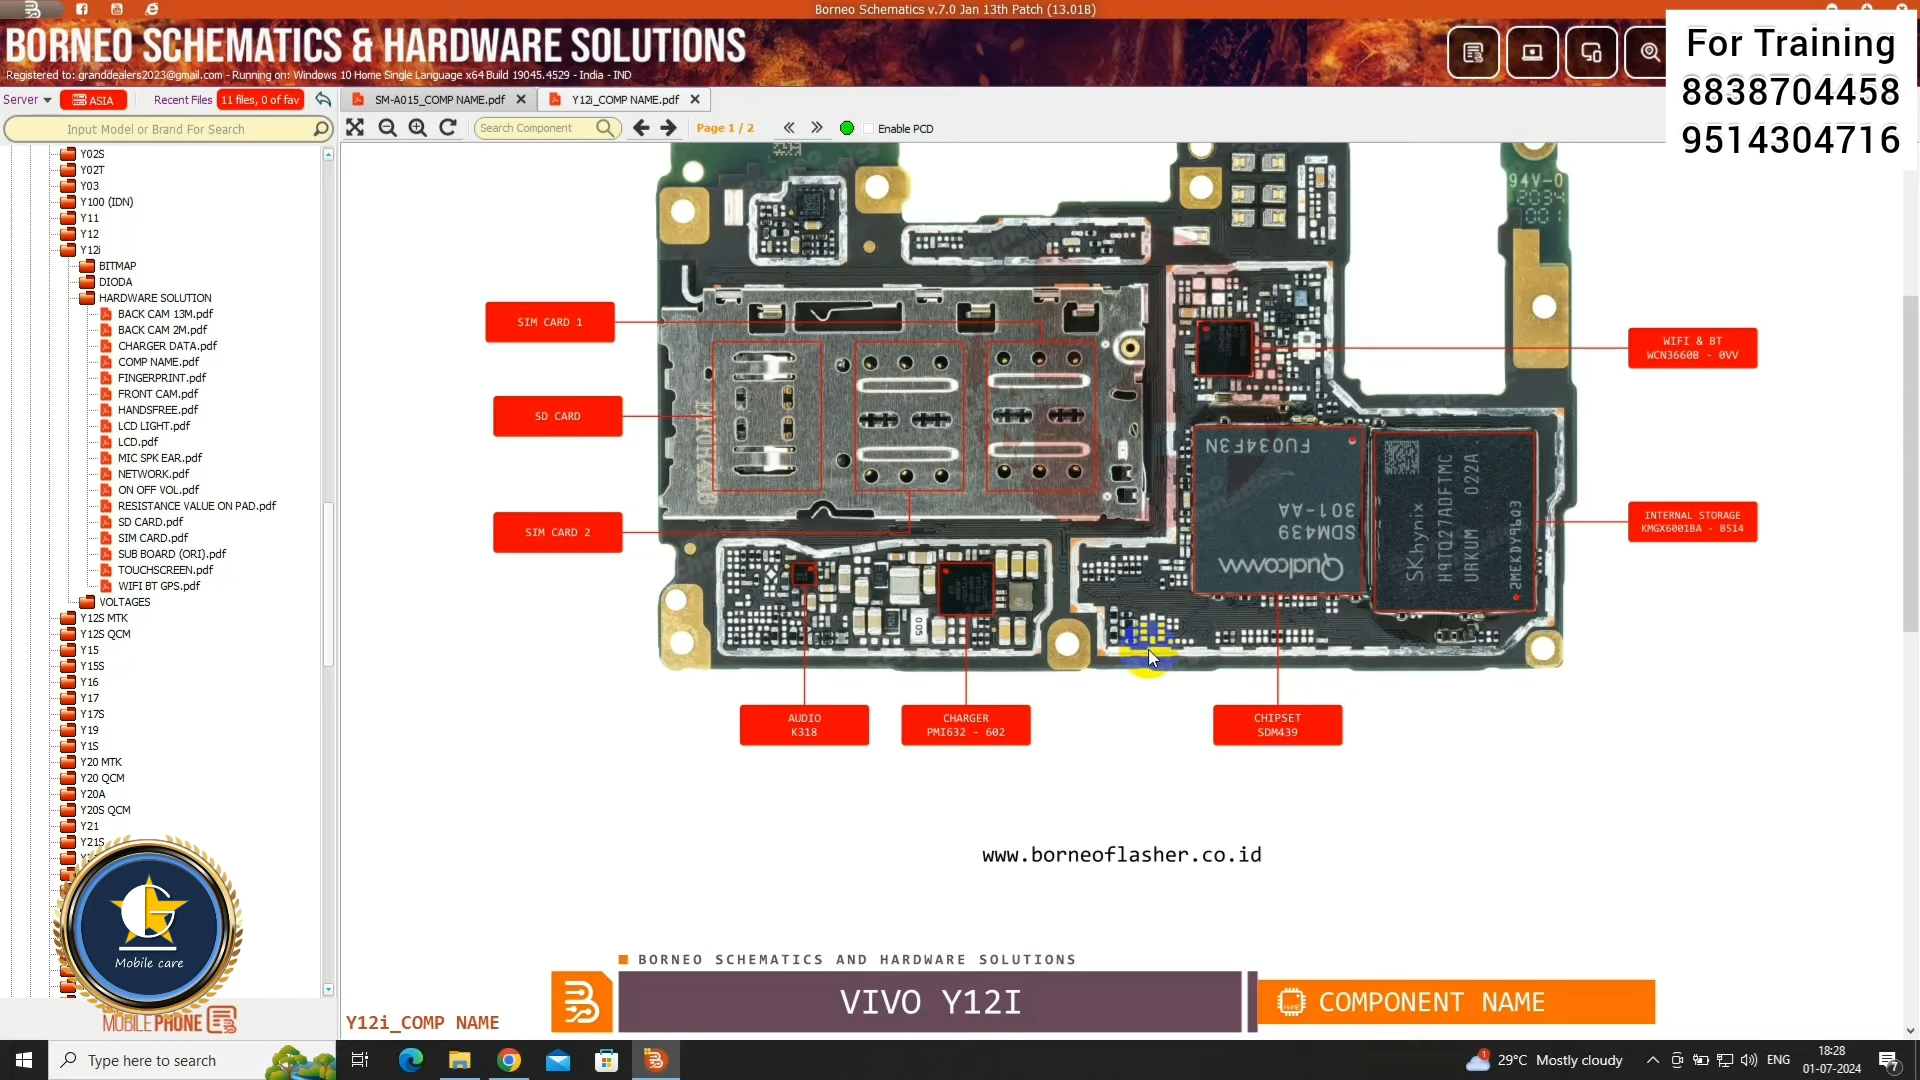 Borneo Schematics v.7.0 Jan 13th Patch (13.01B)
BORNEO SCHEMATICS & HARDWARE SOLUTIONS
Registered to: granddealers2023@gmail.com - Running on: Windows 10 Home Single Language x64 Build 19045.4529 - India - IND
For Training
8838704458
9514304716
Server ASIA Recent Files 11 files, 0 of fav
SM-A015_COMP NAME.pdf Y12i_COMP NAME.pdf
Input Model or Brand For Search
Search Component Page 1 / 2 Enable PCD
Y02S
Y02T
Y03
Y100 (IDN)
Y11
Y12
Y12i
BITMAP
DIODA
HARDWARE SOLUTION
BACK CAM 13M.pdf
BACK CAM 2M.pdf
CHARGER DATA.pdf
COMP NAME.pdf
FINGERPRINT.pdf
FRONT CAM.pdf
HANDSFREE.pdf
LCD LIGHT.pdf
LCD.pdf
MIC SPK EAR.pdf
NETWORK.pdf
ON OFF VOL.pdf
RESISTANCE VALUE ON PAD.pdf
SD CARD.pdf
SIM CARD.pdf
SUB BOARD (ORI).pdf
TOUCHSCREEN.pdf
WIFI BT GPS.pdf
VOLTAGES
Y12S MTK
Y12S QCM
Y15
Y15S
Y16
Y17
Y17S
Y19
Y1S
Y20 MTK
Y20 QCM
Y20A
Y20S QCM
Y21
Y21S
Mobile care
MOBILE PHONE
94V-0
2034
001
SIM CARD 1
SD CARD
SIM CARD 2
WIFI & BT
WCN3660B - 0VV
INTERNAL STORAGE
KMGX6001BA - B514
FU034F3N
301-AA
SDM439
Qualcomm
SKhynix
H9TQ27ADFTMC
URKUM 022A
005
AUDIO
K318
CHARGER
PMI632 - 602
CHIPSET
SDM439
www.borneoflasher.co.id
BORNEO SCHEMATICS AND HARDWARE SOLUTIONS
VIVO Y12I
COMPONENT NAME
Y12i_COMP NAME
Type here to search
29°C Mostly cloudy
ENG
18:28
01-07-2024
7